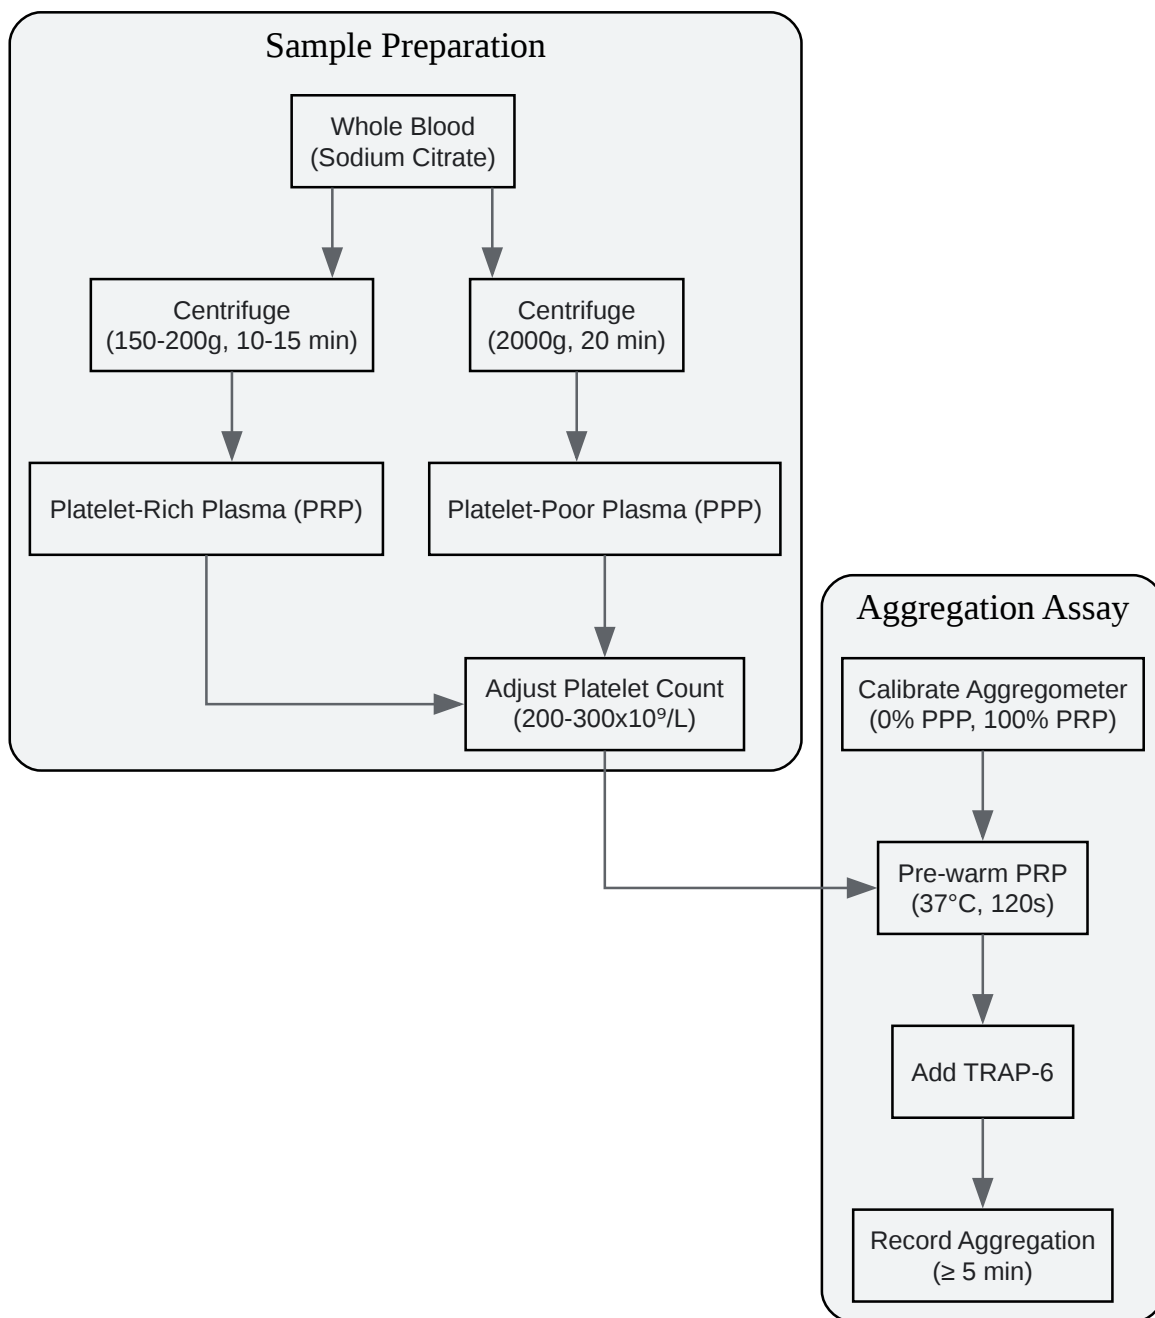 Sample Preparation
Whole Blood
(Sodium Citrate)
Centrifuge
(150-200g, 10-15 min)
Centrifuge
(2000g, 20 min)
Platelet-Rich Plasma (PRP)
Platelet-Poor Plasma (PPP)
Adjust Platelet Count
(200-300x10⁹/L)
Aggregation Assay
Calibrate Aggregometer
(0% PPP, 100% PRP)
Pre-warm PRP
(37°C, 120s)
Add TRAP-6
Record Aggregation
(≥ 5 min)